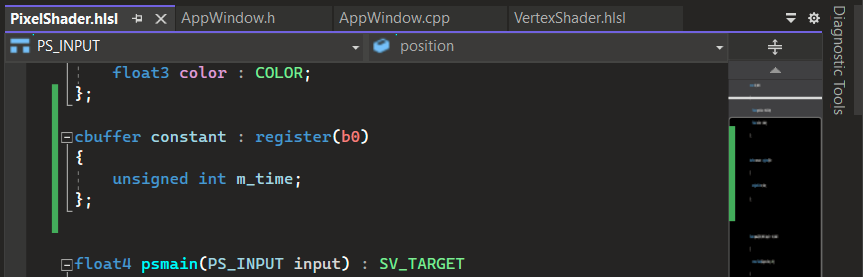 PixelShader.hlsl AppWindow.h AppWindow.cpp VertexShader.hlsl
PS_INPUT position
float3 color : COLOR;
};
cbuffer constant : register(b0)
{
unsigned int m_time;
};
float4 psmain(PS_INPUT input) : SV_TARGET
Diagnostic Tools